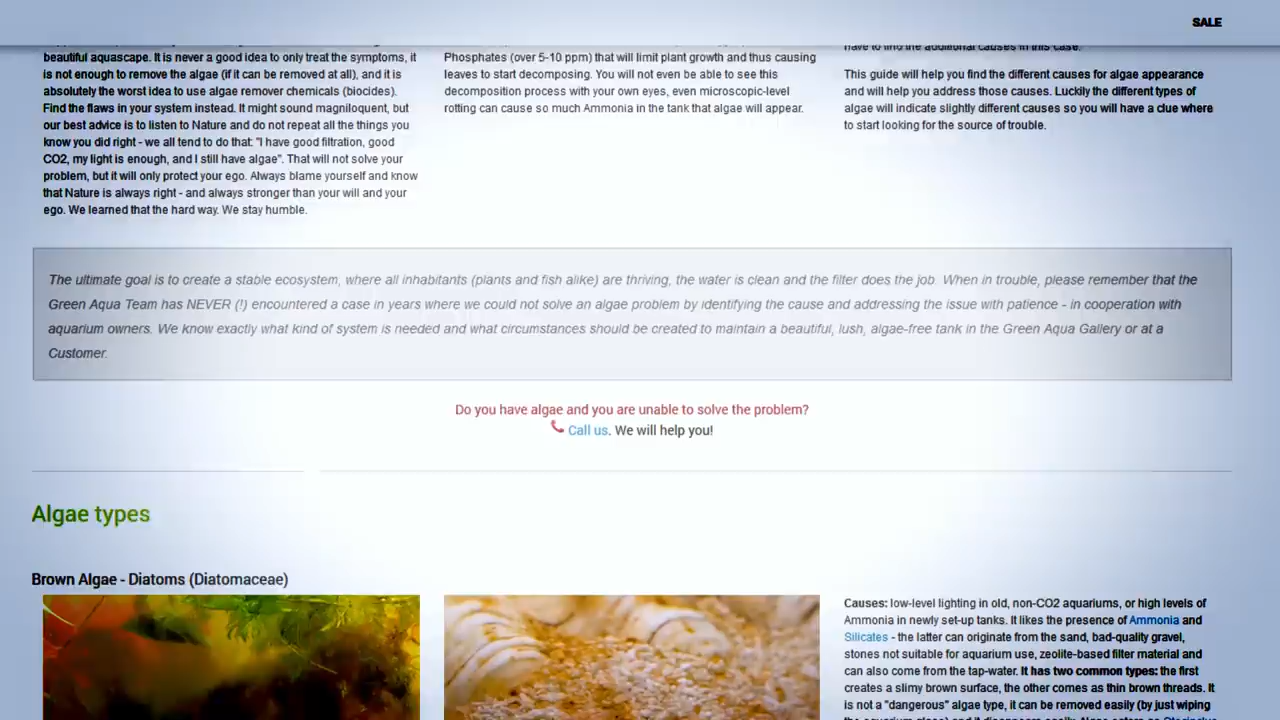 SALE
beautiful aquascape. It is never a good idea to only treat the symptoms, it
is not enough to remove the algae (if it can be removed at all), and it is
absolutely the worst idea to use algae remover chemicals (biocides).
Find the flaws in your system instead. It might sound magniloquent, but
our best advice is to listen to Nature and do not repeat all the things you
know you did right - we all tend to do that: "I have good filtration, good
CO2, my light is enough, and I still have algae". That will not solve your
problem, but it will only protect your ego. Always blame yourself and know
that Nature is always right - and always stronger than your will and your
ego. We learned that the hard way. We stay humble.
Phosphates (over 5-10 ppm) that will limit plant growth and thus causing
leaves to start decomposing. You will not even be able to see this
decomposition process with your own eyes, even microscopic-level
rotting can cause so much Ammonia in the tank that algae will appear.
have to find the additional causes in this case.
This guide will help you find the different causes for algae appearance
and will help you address those causes. Luckily the different types of
algae will indicate slightly different causes so you will have a clue where
to start looking for the source of trouble.
The ultimate goal is to create a stable ecosystem, where all inhabitants (plants and fish alike) are thriving, the water is clean and the filter does the job. When in trouble, please remember that the
Green Aqua Team has NEVER (!) encountered a case in years where we could not solve an algae problem by identifying the cause and addressing the issue with patience - in cooperation with
aquarium owners. We know exactly what kind of system is needed and what circumstances should be created to maintain a beautiful, lush, algae-free tank in the Green Aqua Gallery or at a
Customer.
Do you have algae and you are unable to solve the problem?
Call us. We will help you!
Algae types
Brown Algae - Diatoms (Diatomaceae)
Causes: low-level lighting in old, non-CO2 aquariums, or high levels of
Ammonia in newly set-up tanks. It likes the presence of Ammonia and
Silicates - the latter can originate from the sand, bad-quality gravel,
stones not suitable for aquarium use, zeolite-based filter material and
can also come from the tap-water. It has two common types: the first
creates a slimy brown surface, the other comes as thin brown threads. It
is not a "dangerous" algae type, it can be removed easily (by just wiping